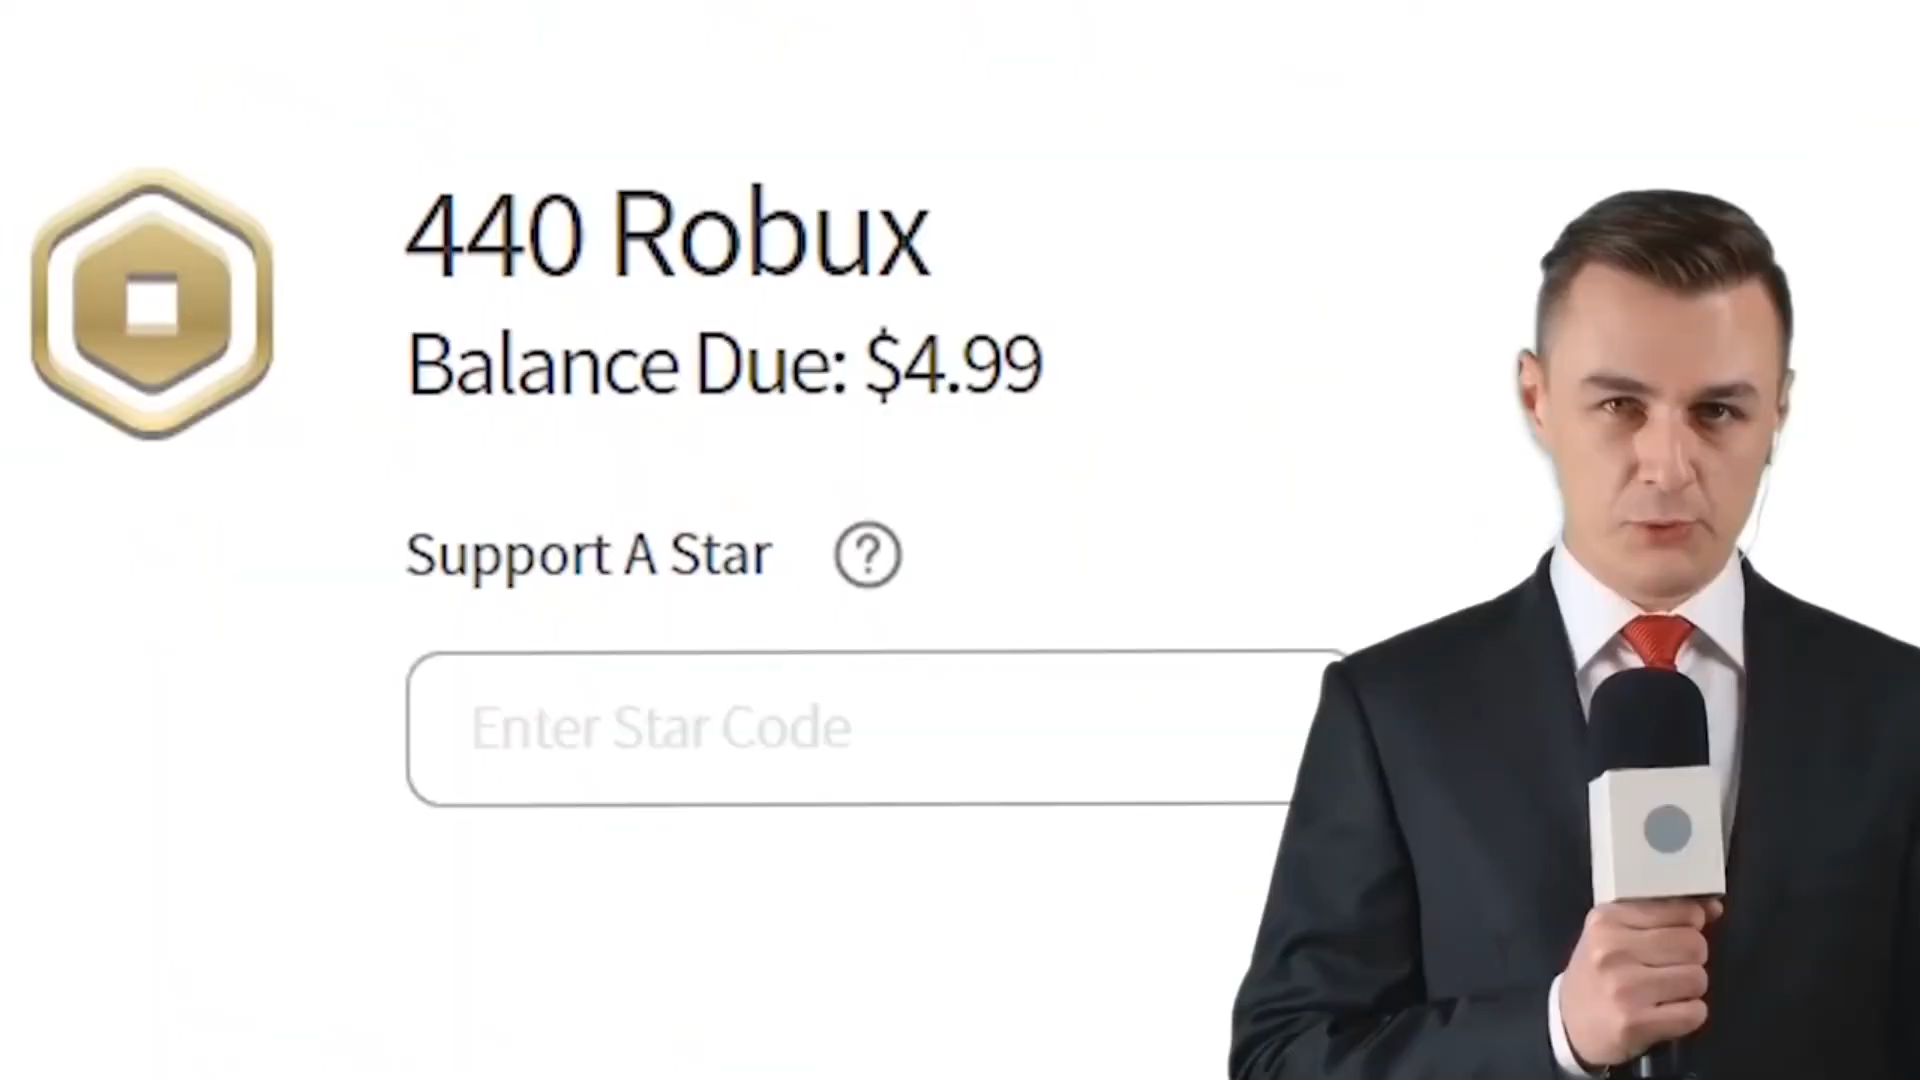 440 Robux
Balance Due: $4.99
Support A Star ?
Enter Star Code